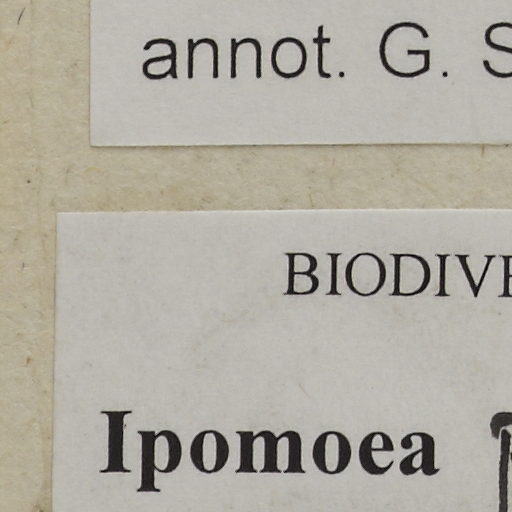 annot. G. S
BIODIVE
Ipomoea